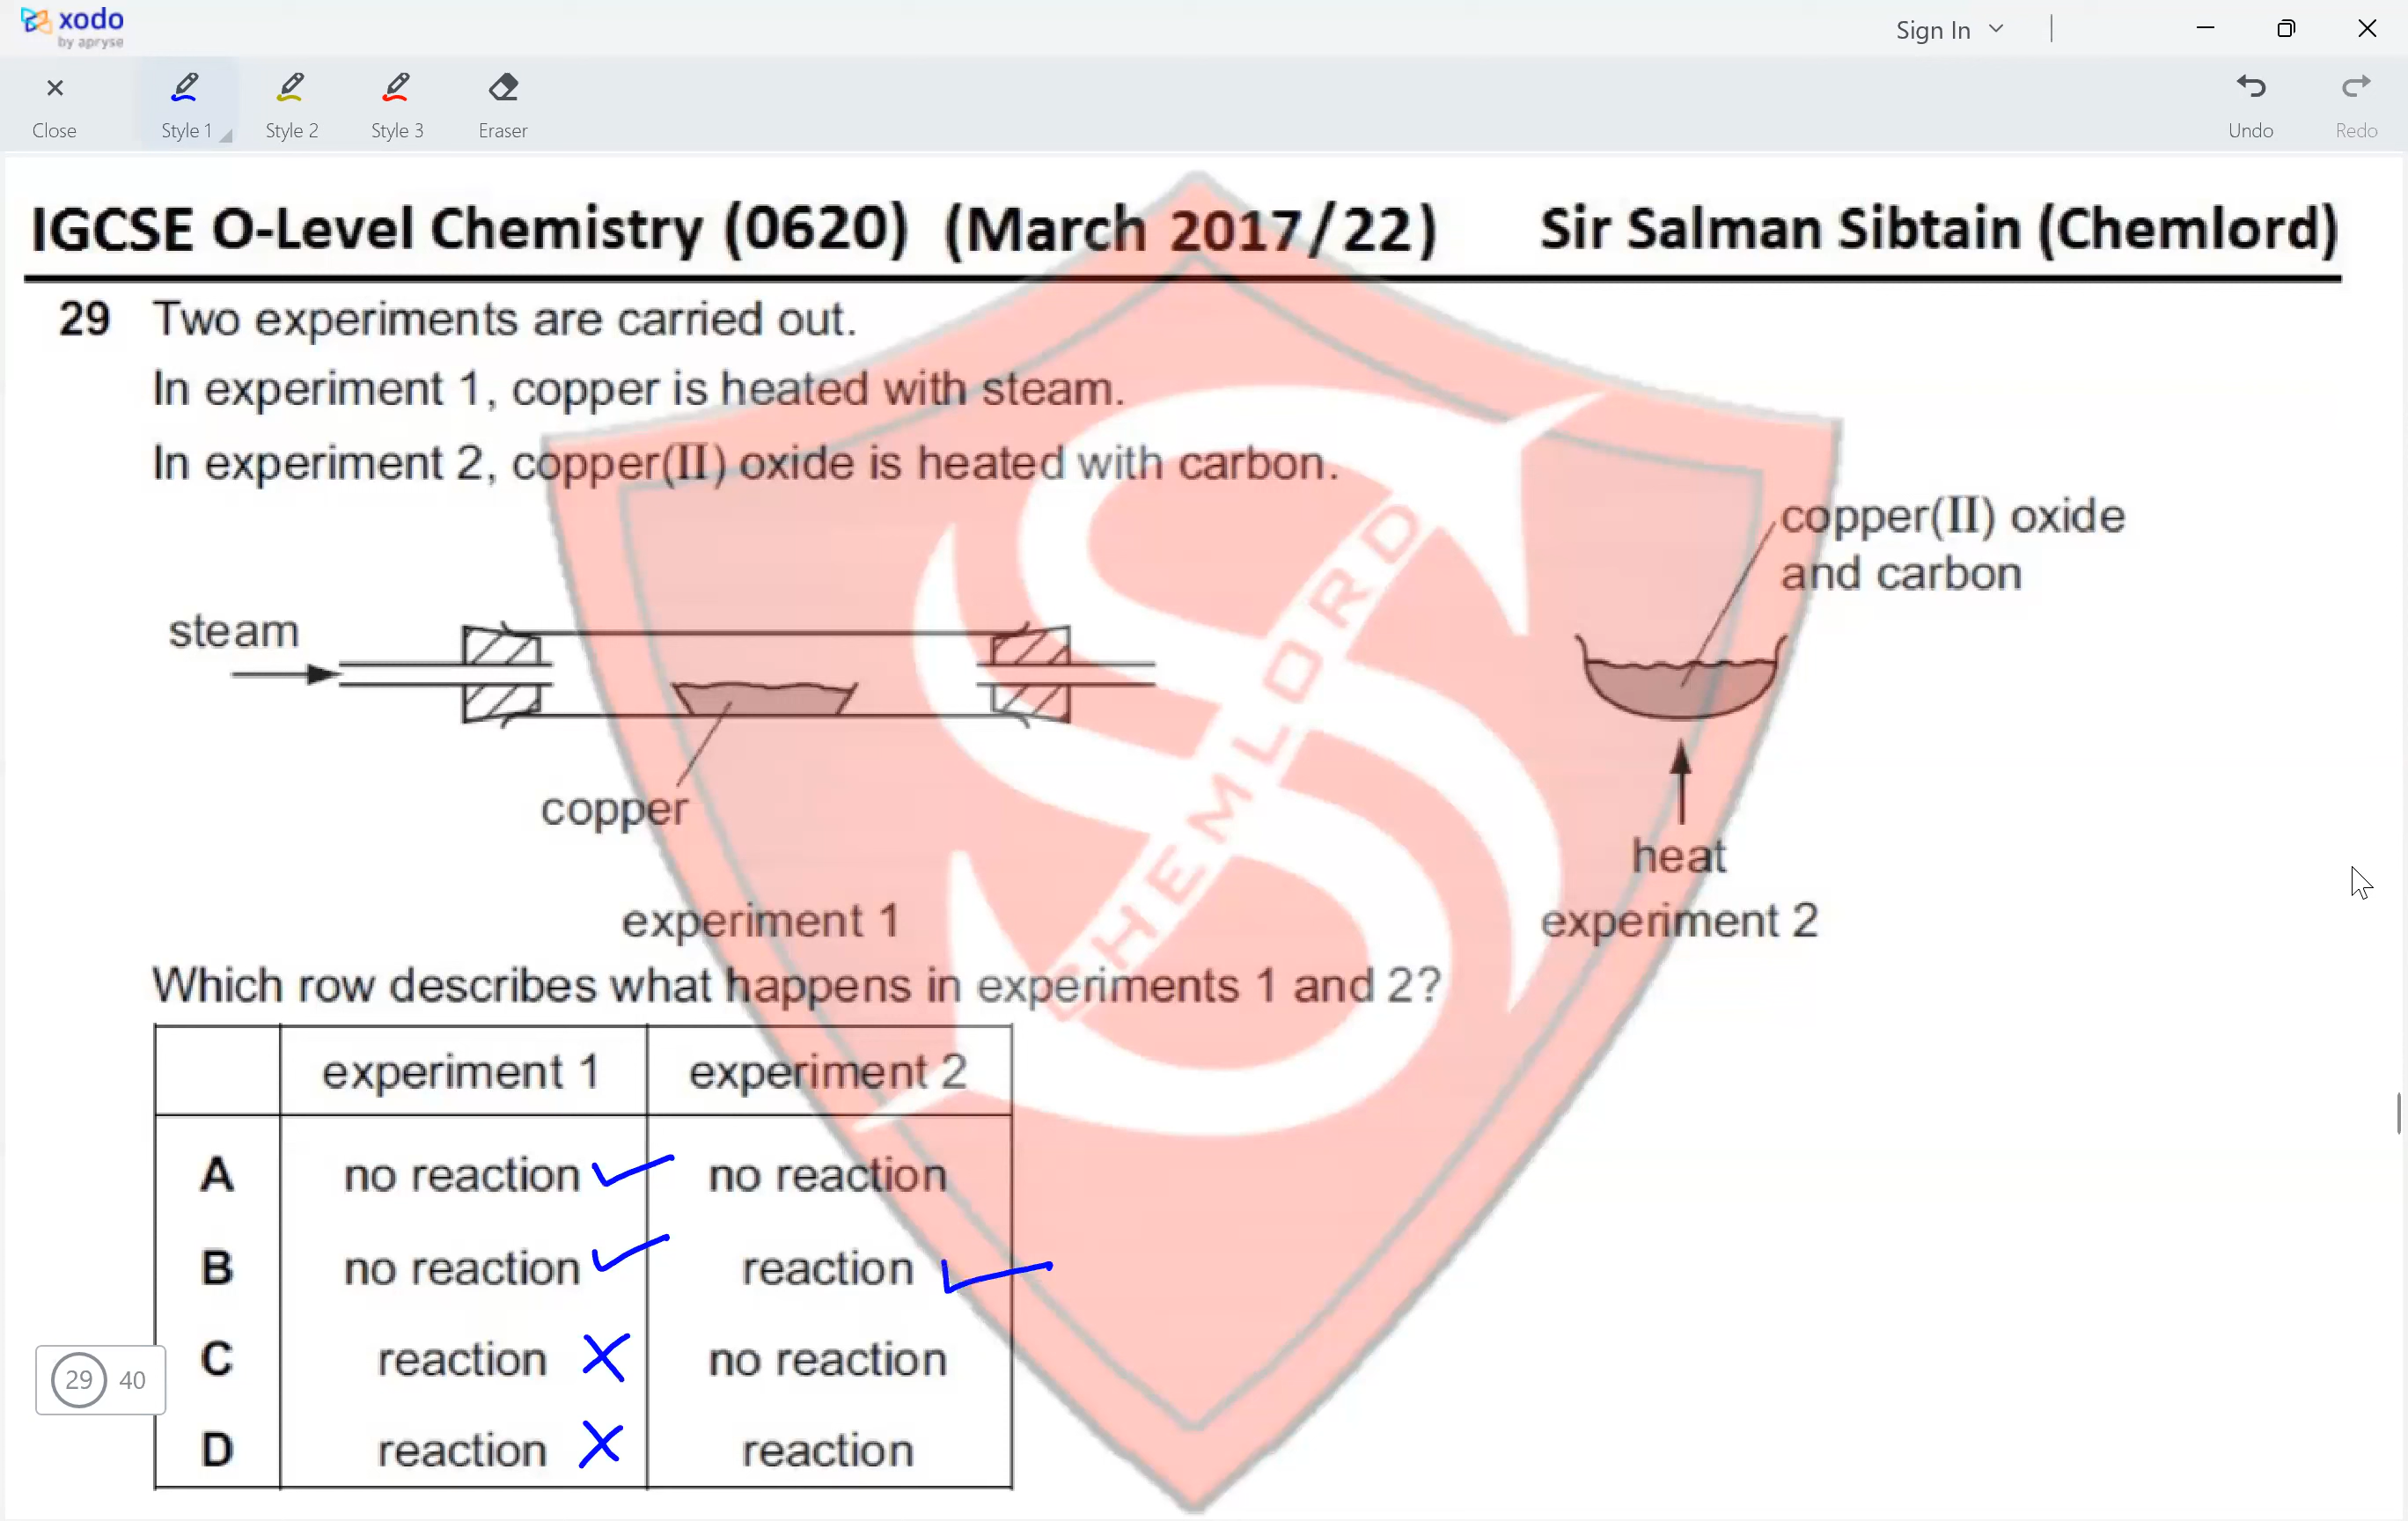 xodo
by apryse
Sign In
Close
Style 1
Style 2
Style 3
Eraser
Undo
Redo
IGCSE O-Level Chemistry (0620) (March 2017/22) Sir Salman Sibtain (Chemlord)
29 Two experiments are carried out.
In experiment 1, copper is heated with steam.
In experiment 2, copper(II) oxide is heated with carbon.
copper(II) oxide
and carbon
steam
copper
heat
experiment 1
experiment 2
CHEMLORD
Which row describes what happens in experiments 1 and 2?
experiment 1 experiment 2
A no reaction ✓ no reaction
B no reaction ✓ reaction ✓
C reaction ✗ no reaction
D reaction ✗ reaction
29 40